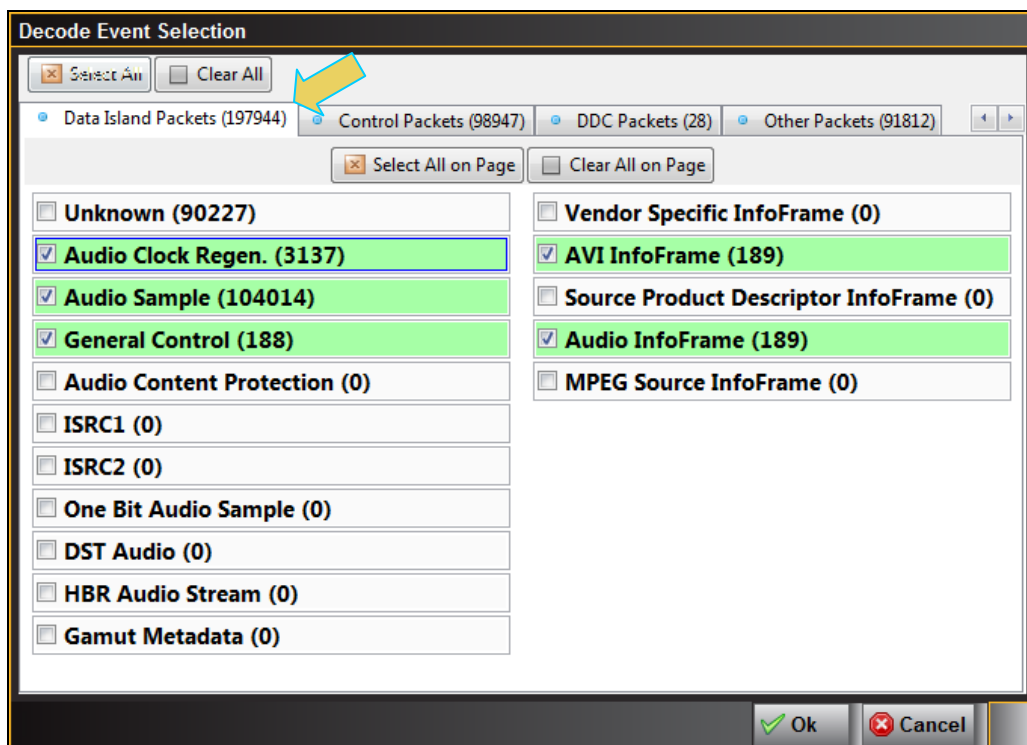 Decode Event Selection
Select All Clear All
Data Island Packets (197944) Control Packets (98947) DDC Packets (28) Other Packets (91812)
Select All on Page Clear All on Page
Unknown (90227)
Audio Clock Regen. (3137)
Audio Sample (104014)
General Control (188)
Audio Content Protection (0)
ISRC1 (0)
ISRC2 (0)
One Bit Audio Sample (0)
DST Audio (0)
HBR Audio Stream (0)
Gamut Metadata (0)
Vendor Specific InfoFrame (0)
AVI InfoFrame (189)
Source Product Descriptor InfoFrame (0)
Audio InfoFrame (189)
MPEG Source InfoFrame (0)
Ok Cancel